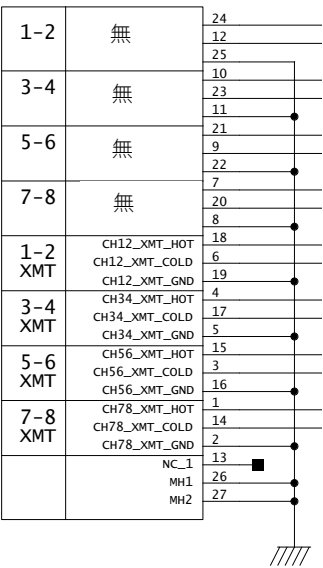 24
1-2 無 12
25
10
3-4 無 23
11
21
5-6 無 9
22
7
7-8 無 20
8
CH12_XMT_HOT 18
1-2 XMT CH12_XMT_COLD 6
CH12_XMT_GND 19
CH34_XMT_HOT 4
3-4 XMT CH34_XMT_COLD 17
CH34_XMT_GND 5
CH56_XMT_HOT 15
5-6 XMT CH56_XMT_COLD 3
CH56_XMT_GND 16
CH78_XMT_HOT 1
7-8 XMT CH78_XMT_COLD 14
CH78_XMT_GND 2
NC_1 13
MH1 26
MH2 27